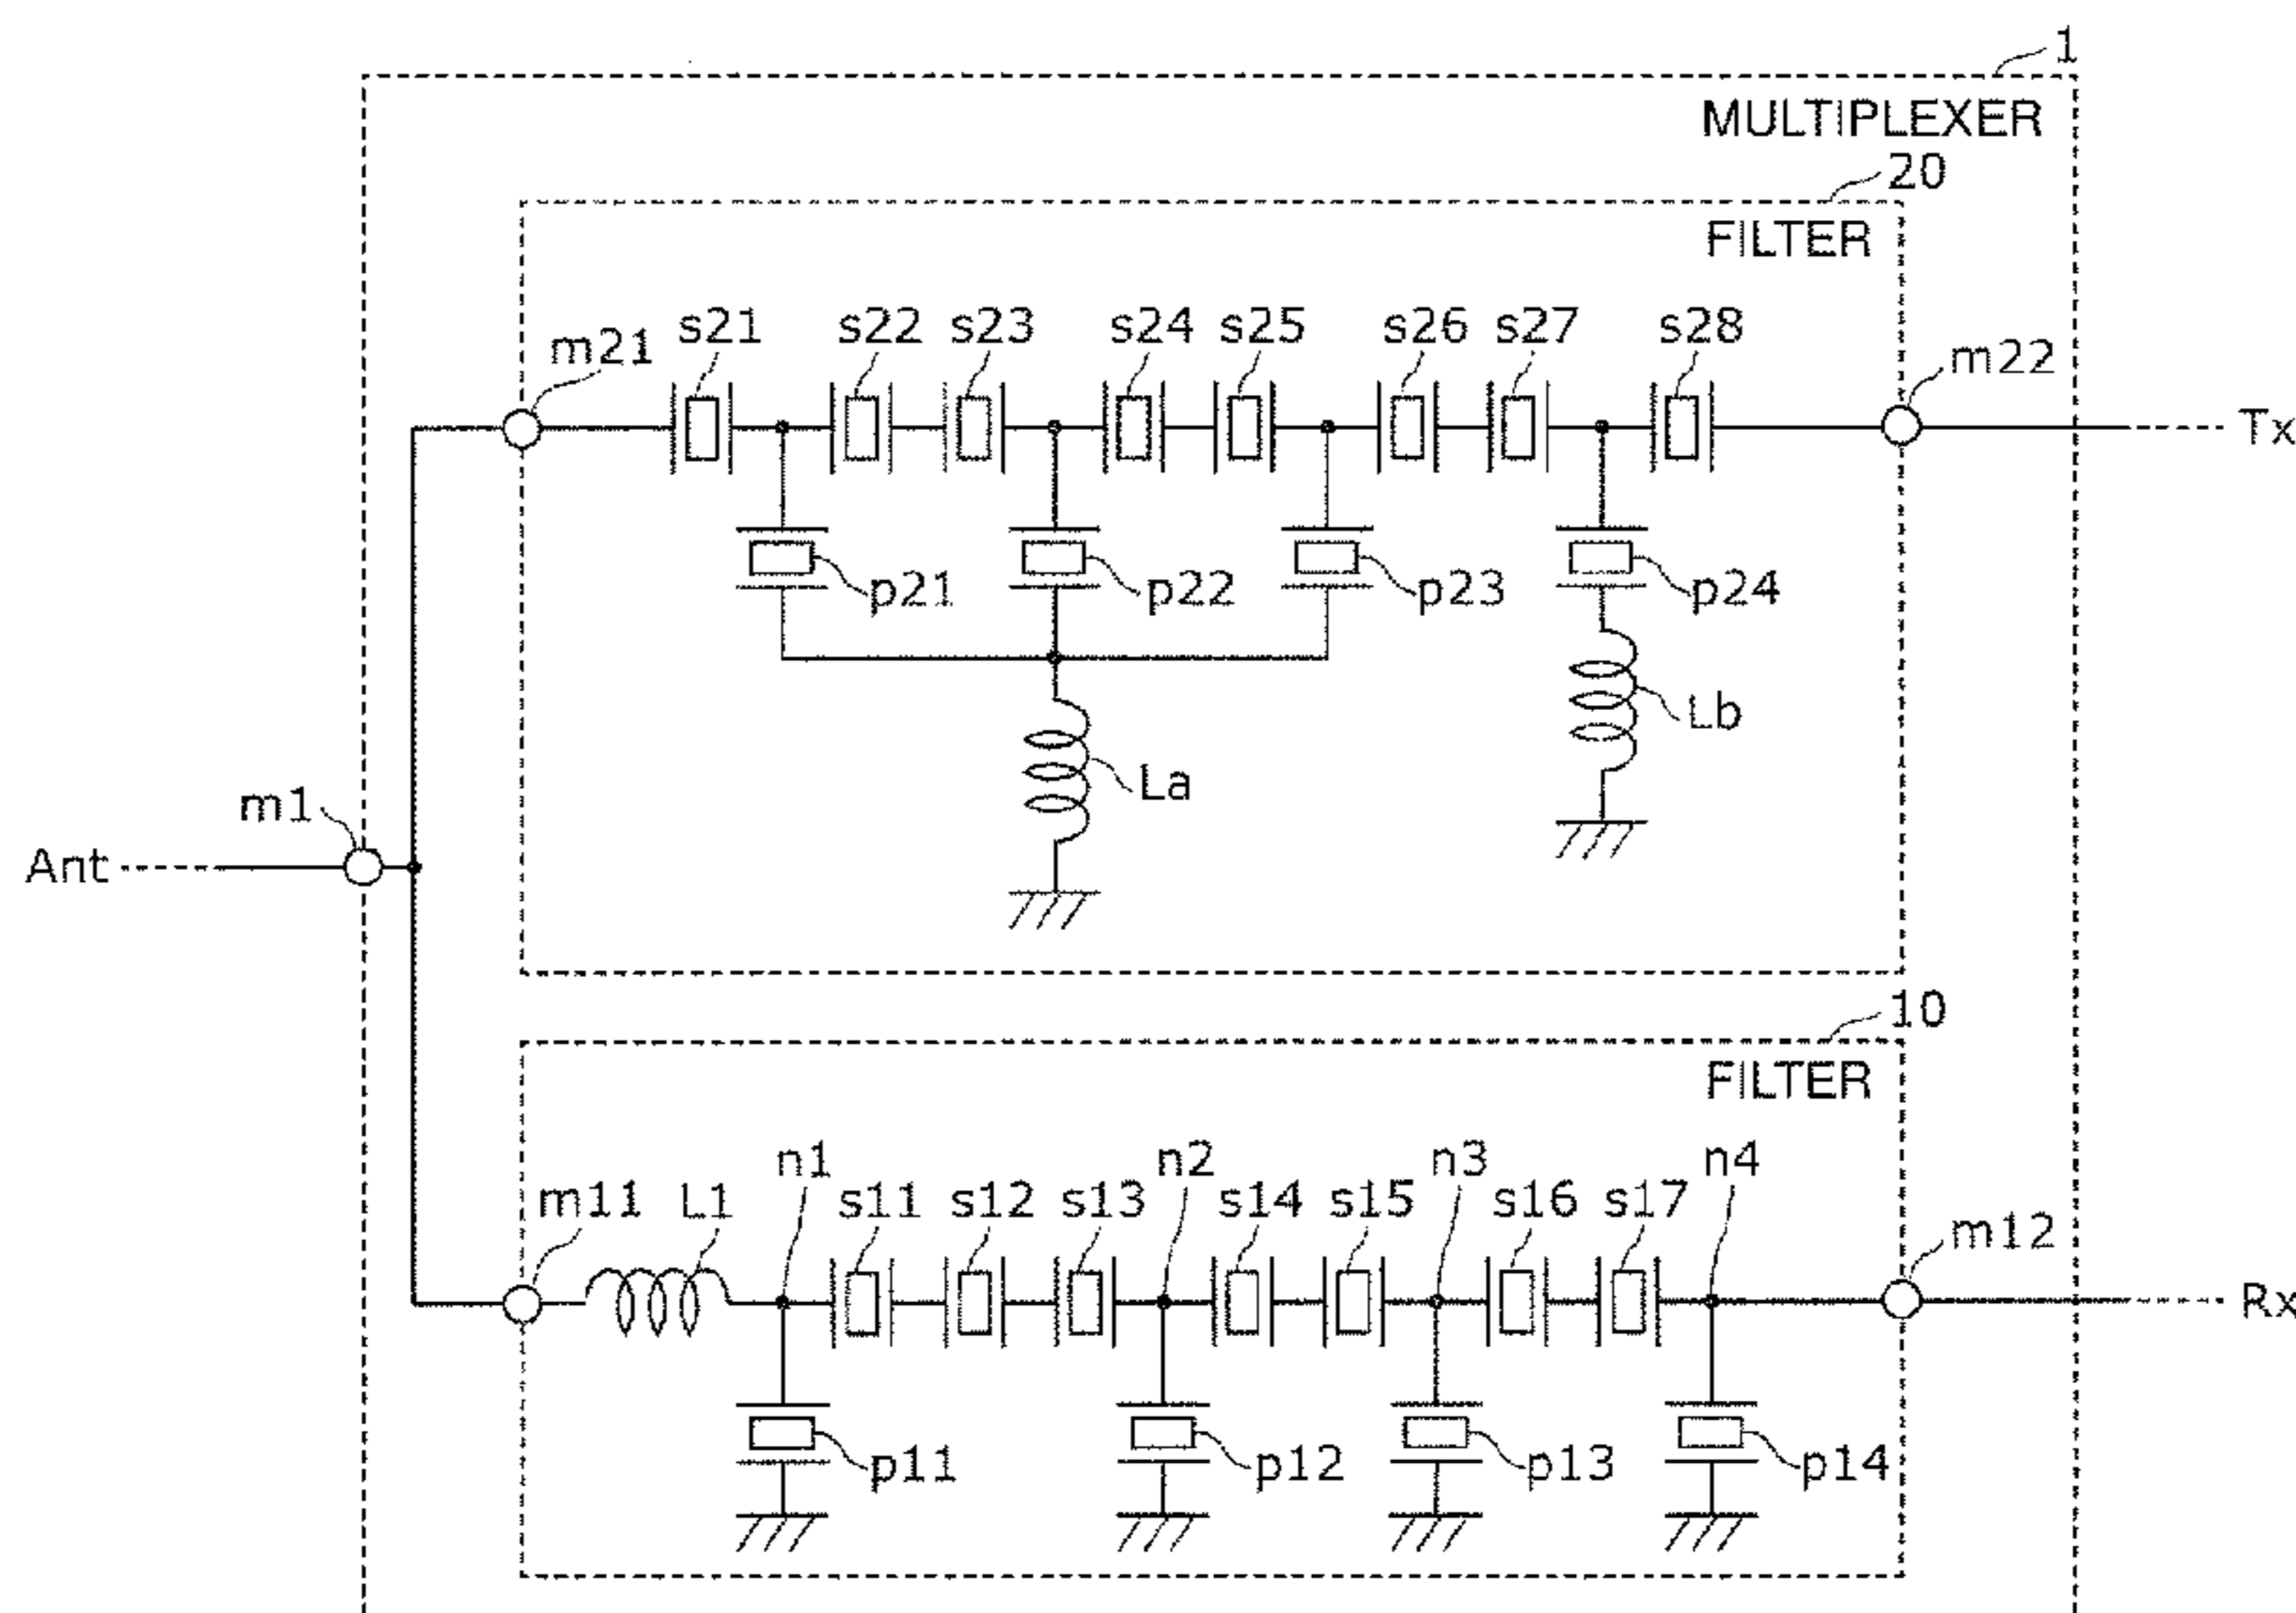 1
MULTIPLEXER
20
FILTER
s21 s22 s23 s24 s25 s26 s27 s28
m21 m22
Tx
p21 p22 p23 p24
Lb
La
m1
Ant
10
FILTER
n1 n2 n3 n4
m11 L1 s11 s12 s13 s14 s15 s16 s17 m12
Rx
p11 p12 p13 p14